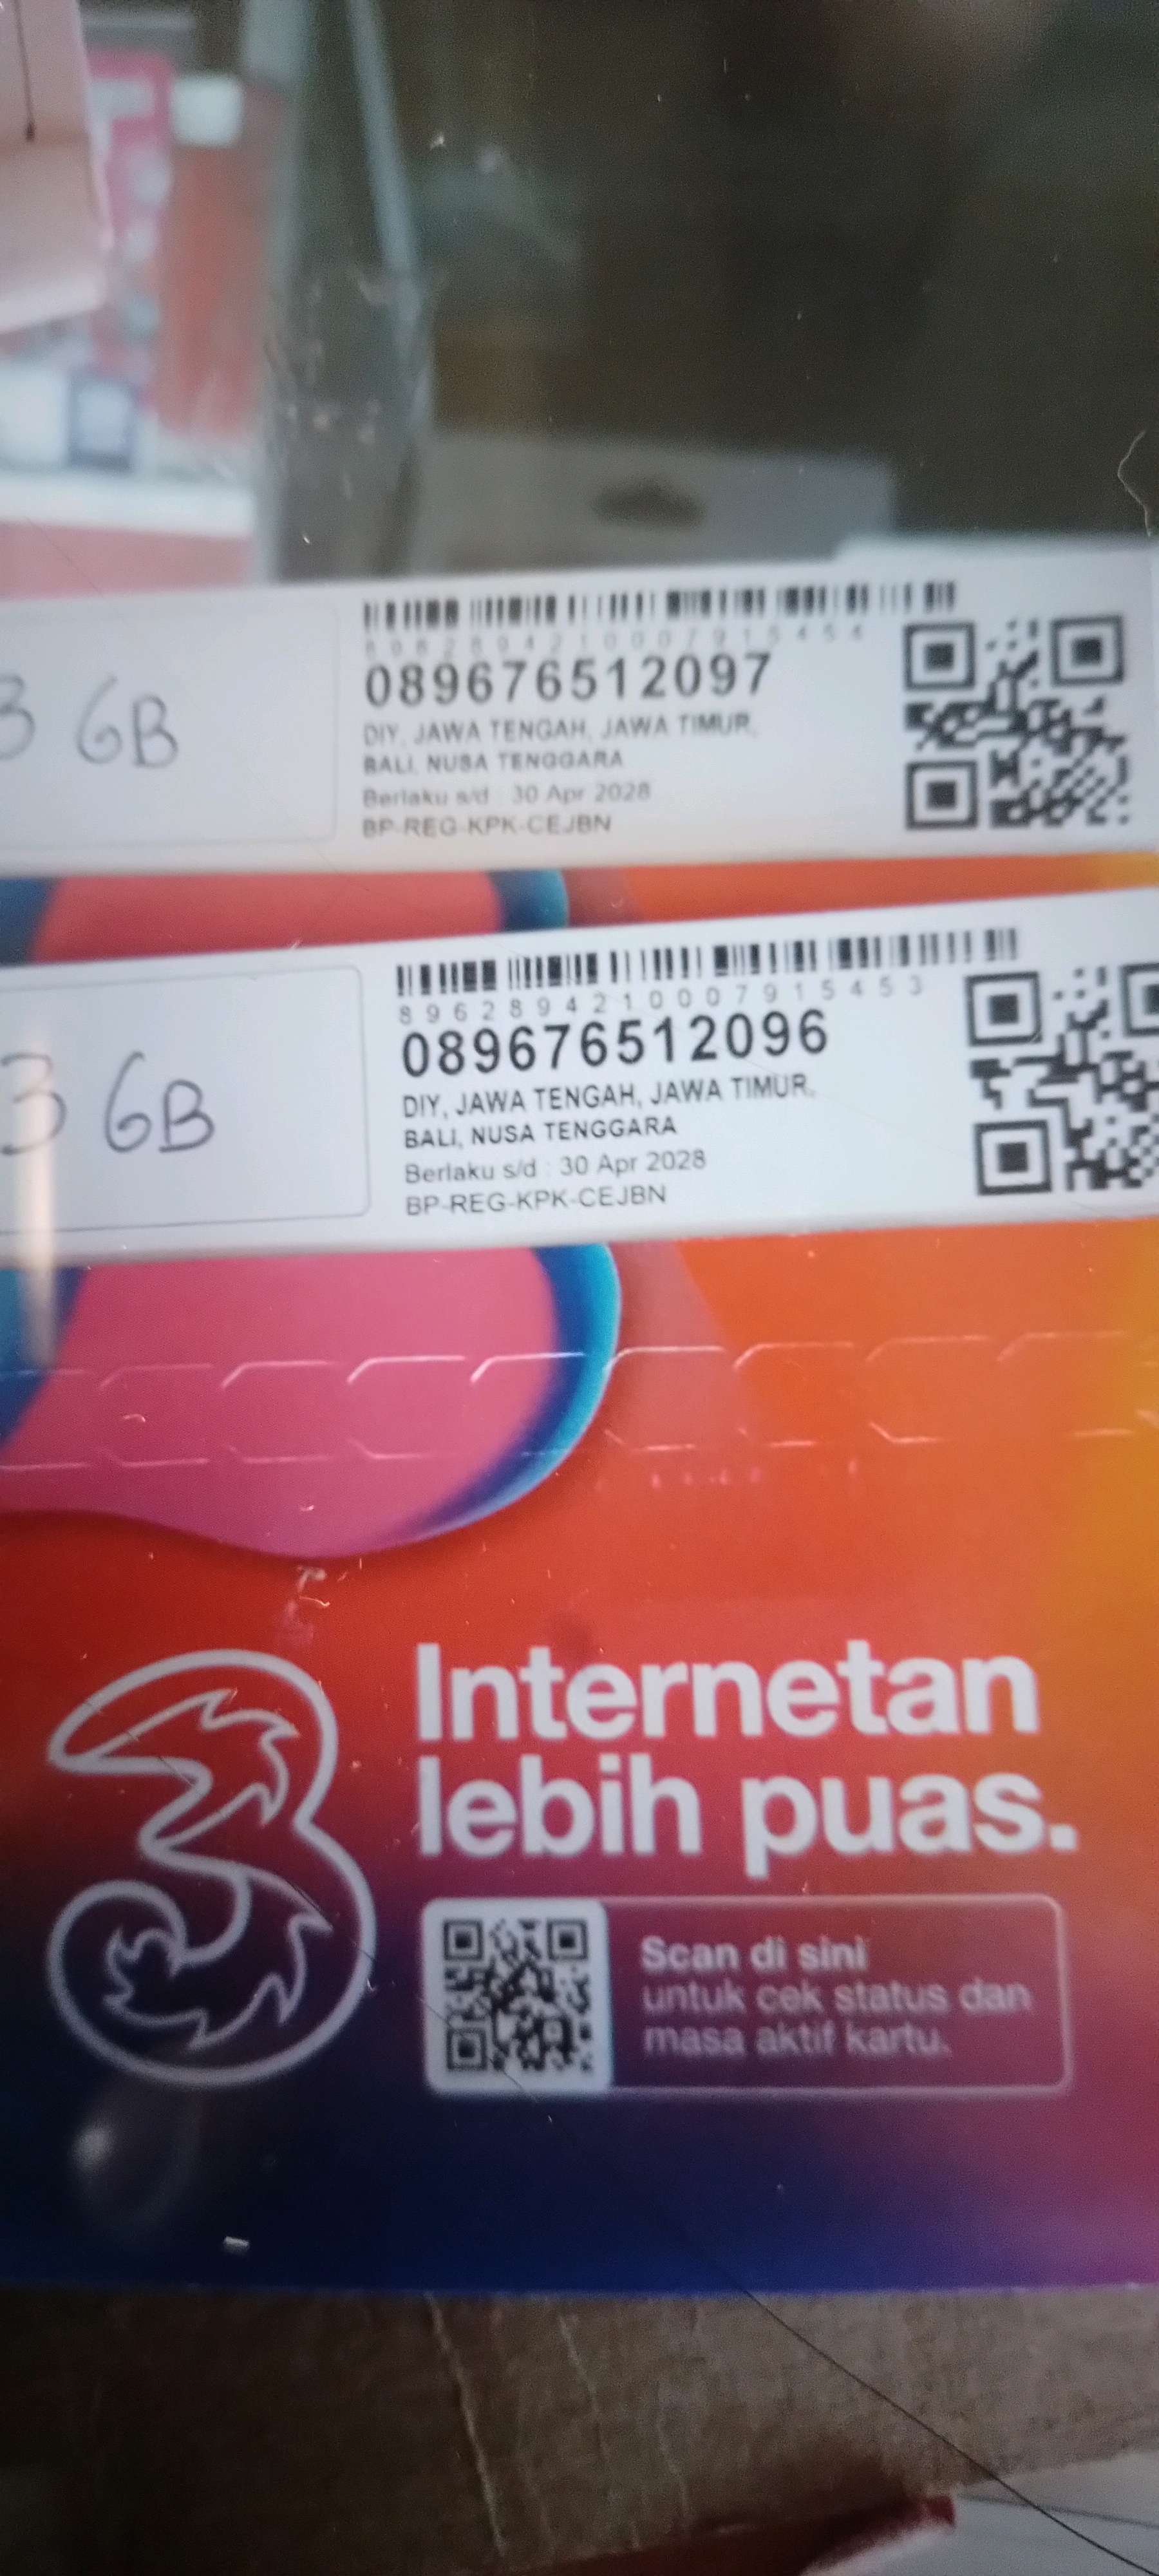 3 GB
8962894210007915454
089676512097
DIY, JAWA TENGAH, JAWA TIMUR,
BALI, NUSA TENGGARA
Berlaku s/d : 30 Apr 2028
BP-REG-KPK-CEJBN
3 GB
8962894210007915453
089676512096
DIY, JAWA TENGAH, JAWA TIMUR,
BALI, NUSA TENGGARA
Berlaku s/d : 30 Apr 2028
BP-REG-KPK-CEJBN
3
Internetan
lebih puas.
Scan di sini
untuk cek status dan
masa aktif kartu.